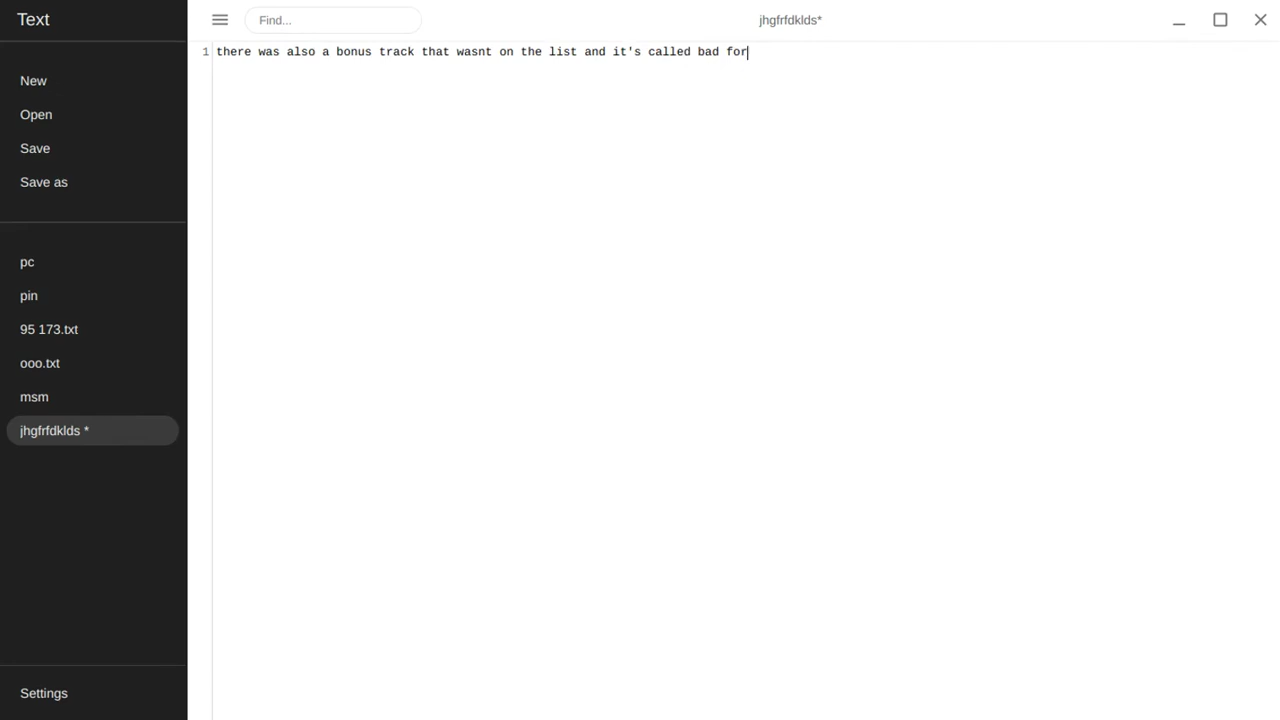 Text
Find...
jhgfrfdklds*
1 there was also a bonus track that wasnt on the list and it's called bad for
New
Open
Save
Save as
pc
pin
95 173.txt
ooo.txt
msm
jhgfrfdklds *
Settings